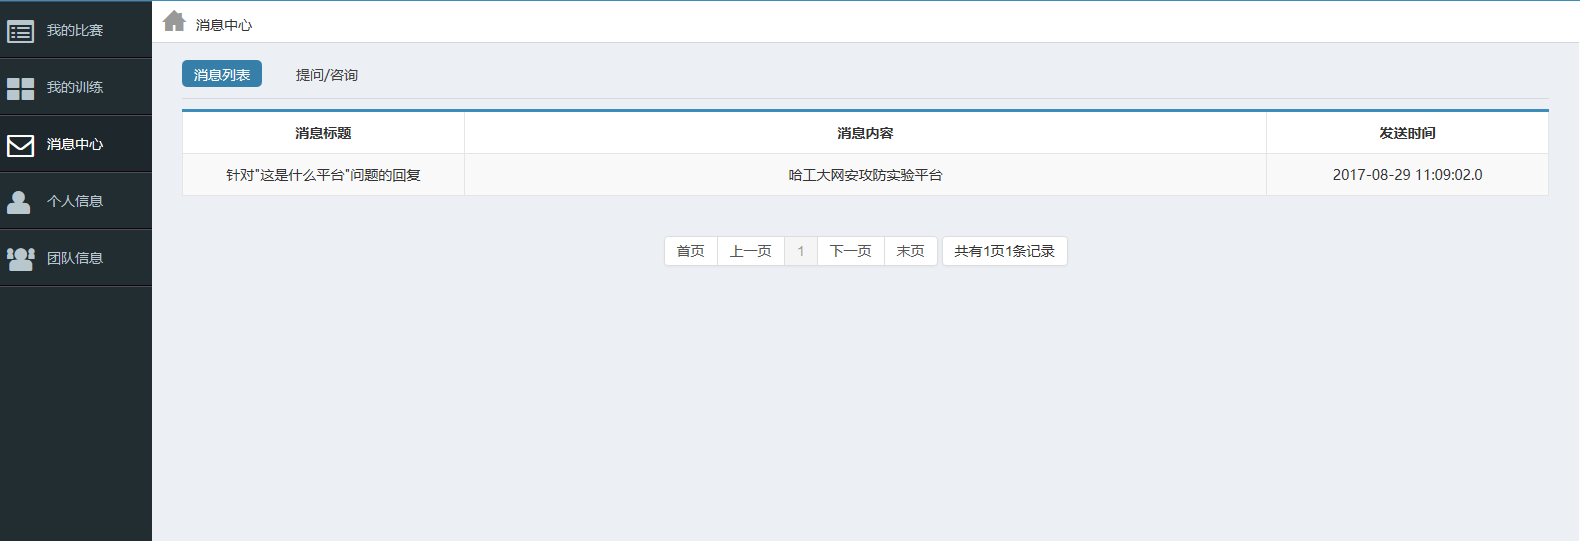 我的比赛
我的训练
消息中心
个人信息
团队信息
消息中心
消息列表 提问/咨询
消息标题 消息内容 发送时间
针对"这是什么平台"问题的回复 哈工大网安攻防实验平台 2017-08-29 11:09:02.0
首页 上一页 1 下一页 末页 共有1页1条记录